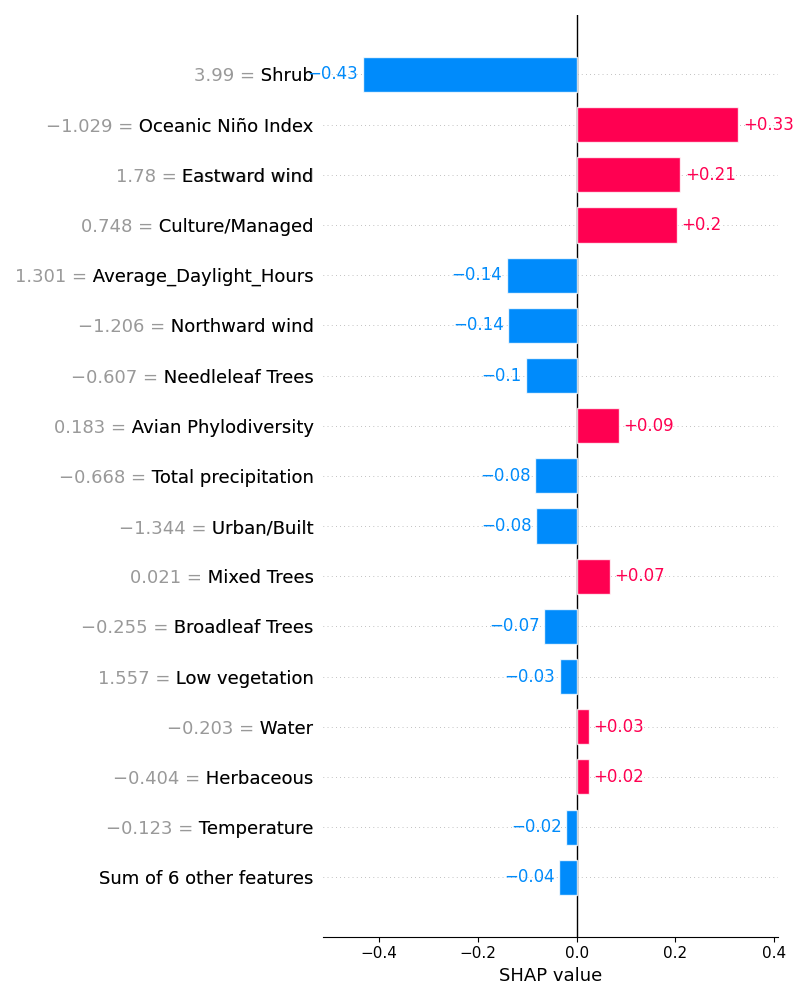 3.99 = Shrub −0.43
−1.029 = Oceanic Niño Index +0.33
1.78 = Eastward wind +0.21
0.748 = Culture/Managed +0.2
1.301 = Average_Daylight_Hours −0.14
−1.206 = Northward wind −0.14
−0.607 = Needleleaf Trees −0.1
0.183 = Avian Phylodiversity +0.09
−0.668 = Total precipitation −0.08
−1.344 = Urban/Built −0.08
0.021 = Mixed Trees +0.07
−0.255 = Broadleaf Trees −0.07
1.557 = Low vegetation −0.03
−0.203 = Water +0.03
−0.404 = Herbaceous +0.02
−0.123 = Temperature −0.02
Sum of 6 other features −0.04
−0.4 −0.2 0.0 0.2 0.4
SHAP value